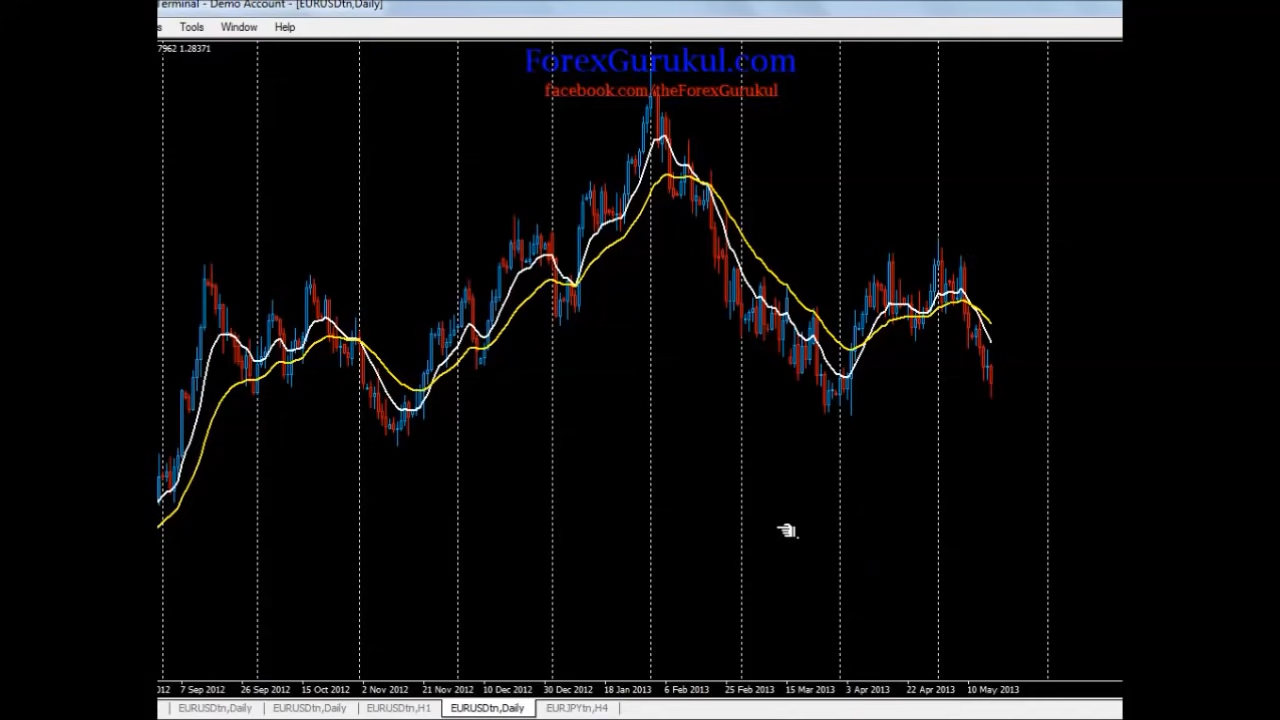 Terminal - Demo Account - [EURUSDtn,Daily]
s Tools Window Help
7962 1.28371
ForexGurukul.com
facebook.com/theForexGurukul
012 7 Sep 2012 26 Sep 2012 15 Oct 2012 2 Nov 2012 21 Nov 2012 10 Dec 2012 30 Dec 2012 18 Jan 2013 6 Feb 2013 25 Feb 2013 15 Mar 2013 3 Apr 2013 22 Apr 2013 10 May 2013
EURUSDtn,Daily EURUSDtn,Daily EURUSDtn,H1 EURUSDtn,Daily EURJPYtn,H4